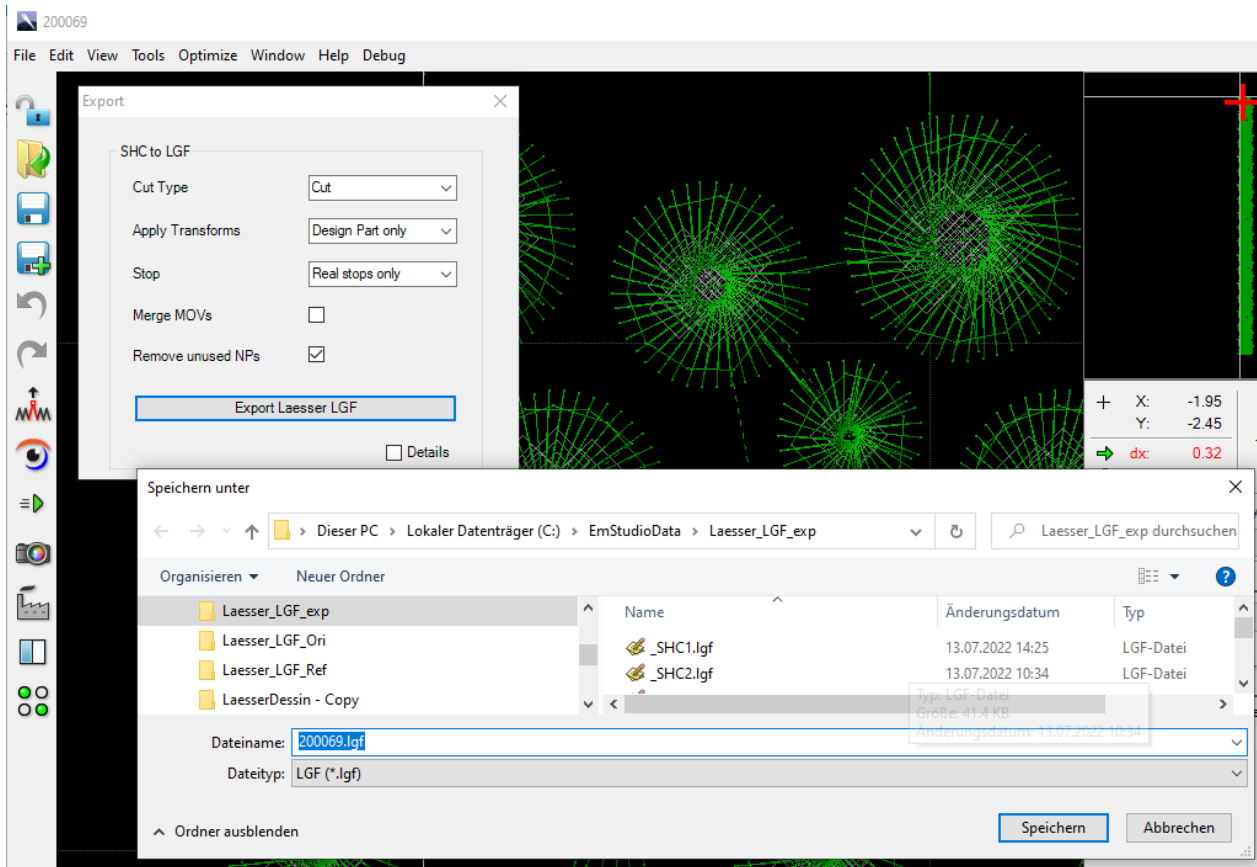 200069
File Edit View Tools Optimize Window Help Debug
Export
SHC to LGF
Cut Type Cut
Apply Transforms Design Part only
Stop Real stops only
Merge MOVs
Remove unused NPs
Export Laesser LGF
Details
X: -1.95
Y: -2.45
dx: 0.32
Speichern unter
Dieser PC > Lokaler Datenträger (C:) > EmStudioData > Laesser_LGF_exp
Laesser_LGF_exp durchsuchen
Organisieren Neuer Ordner
Laesser_LGF_exp
Laesser_LGF_Ori
Laesser_LGF_Ref
LaesserDessin - Copy
Name Änderungsdatum Typ
_SHC1.lgf 13.07.2022 14:25 LGF-Datei
_SHC2.lgf 13.07.2022 10:34 LGF-Datei
Typ: LGF-Datei
Größe: 41.4 KB
Änderungsdatum: 13.07.2022 10:34
Dateiname: 200069.lgf
Dateityp: LGF (*.lgf)
Ordner ausblenden
Speichern Abbrechen